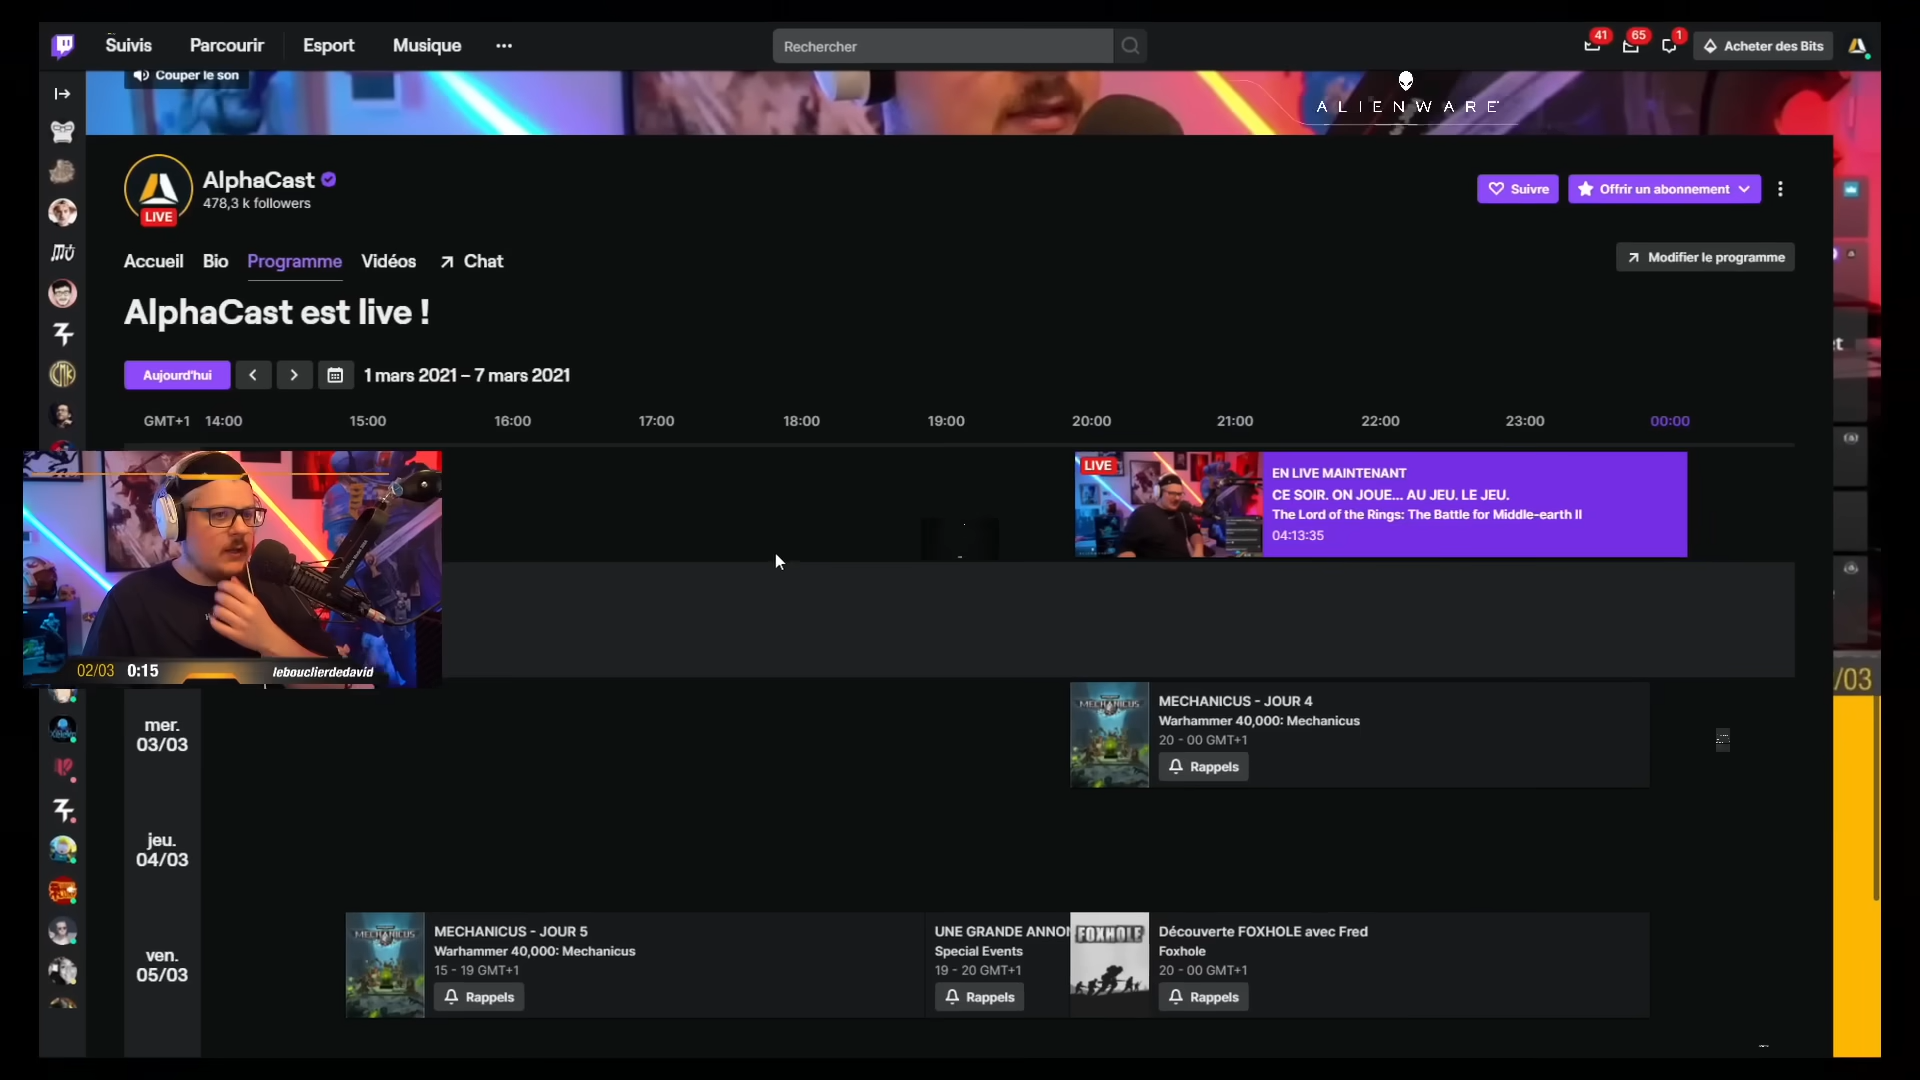 Suivis
Parcourir
Esport
Musique
Rechercher
41
65
1
Acheter des Bits
Couper le son
ALIENWARE
AlphaCast
478,3 k followers
LIVE
Suivre
Offrir un abonnement
Accueil
Bio
Programme
Vidéos
Chat
Modifier le programme
AlphaCast est live !
Aujourd'hui
1 mars 2021 – 7 mars 2021
GMT+1
14:00
15:00
16:00
17:00
18:00
19:00
20:00
21:00
22:00
23:00
00:00
LIVE
EN LIVE MAINTENANT
CE SOIR. ON JOUE... AU JEU. LE JEU.
The Lord of the Rings: The Battle for Middle-earth II
04:13:35
02/03
0:15
lebouclierdedavid
/03
mer.
03/03
MECHANICUS
MECHANICUS - JOUR 4
Warhammer 40,000: Mechanicus
20 - 00 GMT+1
Rappels
jeu.
04/03
ven.
05/03
MECHANICUS
MECHANICUS - JOUR 5
Warhammer 40,000: Mechanicus
15 - 19 GMT+1
Rappels
UNE GRANDE ANNO
Special Events
19 - 20 GMT+1
Rappels
FOXHOLE
Découverte FOXHOLE avec Fred
Foxhole
20 - 00 GMT+1
Rappels